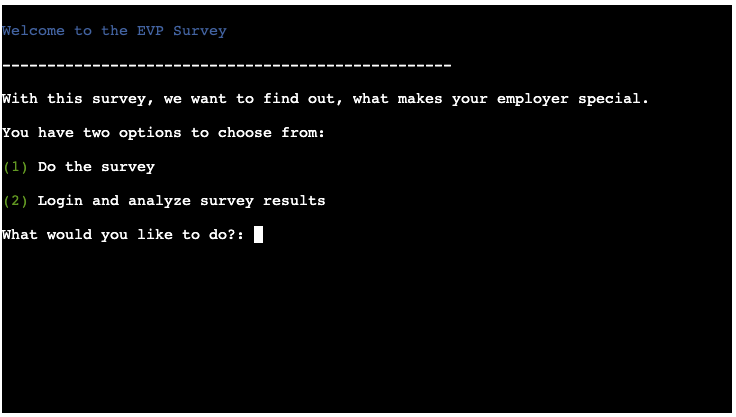 Welcome to the EVP Survey
--------------------------------------------------
With this survey, we want to find out, what makes your employer special.
You have two options to choose from:
(1) Do the survey
(2) Login and analyze survey results
What would you like to do?: